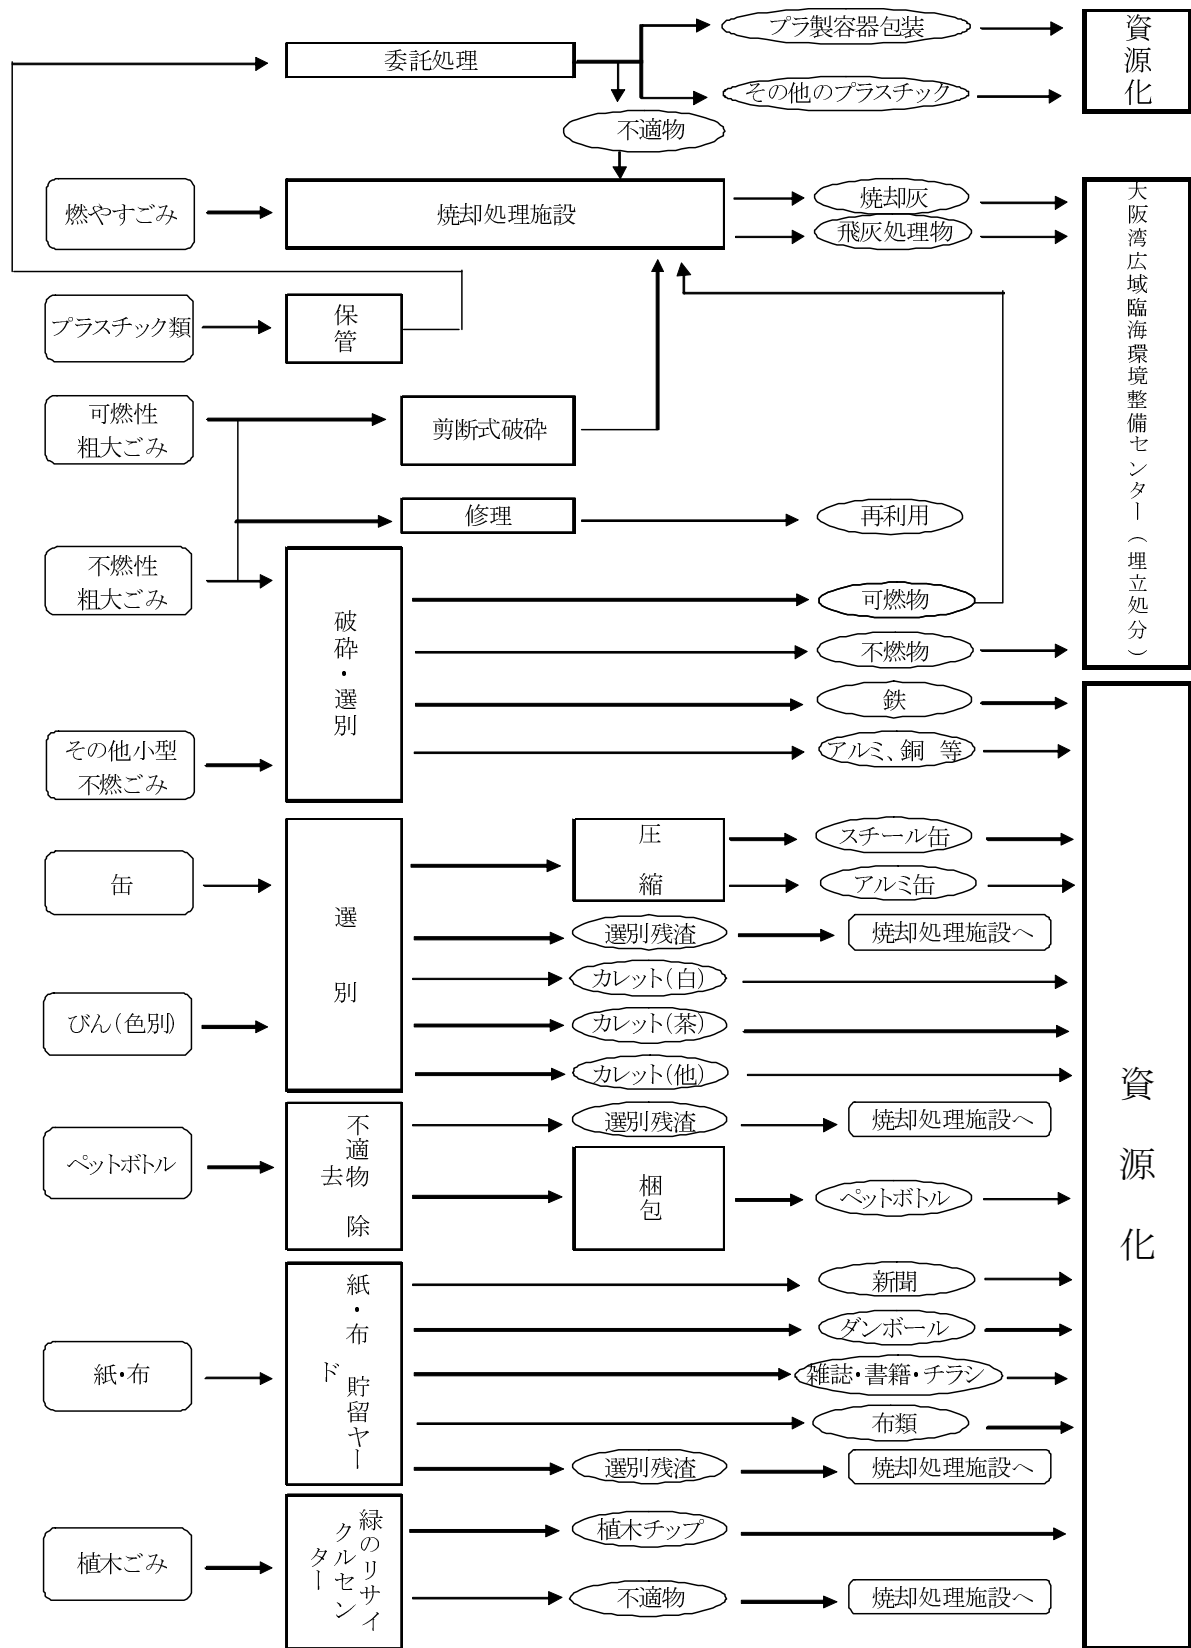 委託処理
プラ製容器包装
その他のプラスチック
不適物
資源化
燃やすごみ
焼却処理施設
焼却灰
飛灰処理物
大阪湾広域臨海環境整備センター(埋立処分)
プラスチック類
保管
可燃性
粗大ごみ
剪断式破砕
修理
再利用
不燃性
粗大ごみ
破砕・選別
可燃物
不燃物
鉄
アルミ、銅 等
その他小型
不燃ごみ
缶
選別
圧縮
スチール缶
アルミ缶
選別残渣
焼却処理施設へ
カレット(白)
びん(色別)
カレット(茶)
カレット(他)
資源化
ペットボトル
不適物除去
選別残渣
焼却処理施設へ
梱包
ペットボトル
紙・布
紙・布 貯留ヤード
新聞
ダンボール
雑誌・書籍・チラシ
布類
選別残渣
焼却処理施設へ
植木ごみ
緑のリサイクルセンター
植木チップ
不適物
焼却処理施設へ